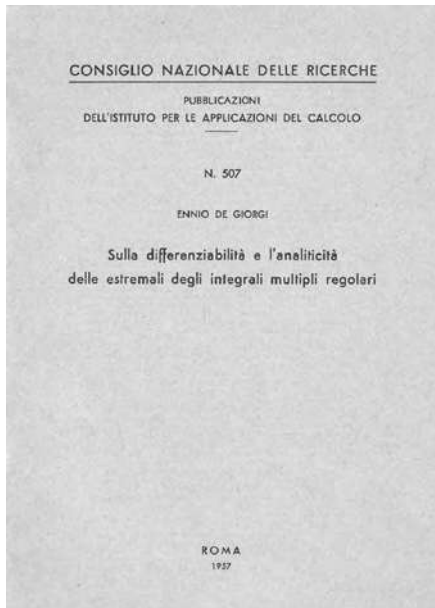 CONSIGLIO NAZIONALE DELLE RICERCHE
PUBBLICAZIONI
DELL'ISTITUTO PER LE APPLICAZIONI DEL CALCOLO
N. 507
ENNIO DE GIORGI
Sulla differenziabilità e l'analiticità
delle estremali degli integrali multipli regolari
ROMA
1957